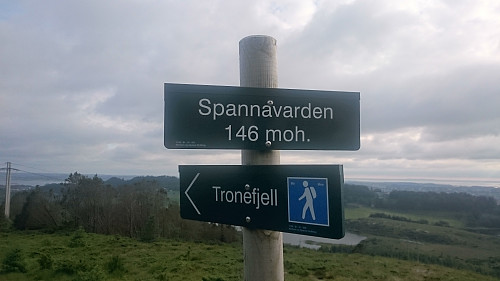 Spannavarden
146 moh.
Tronefjell